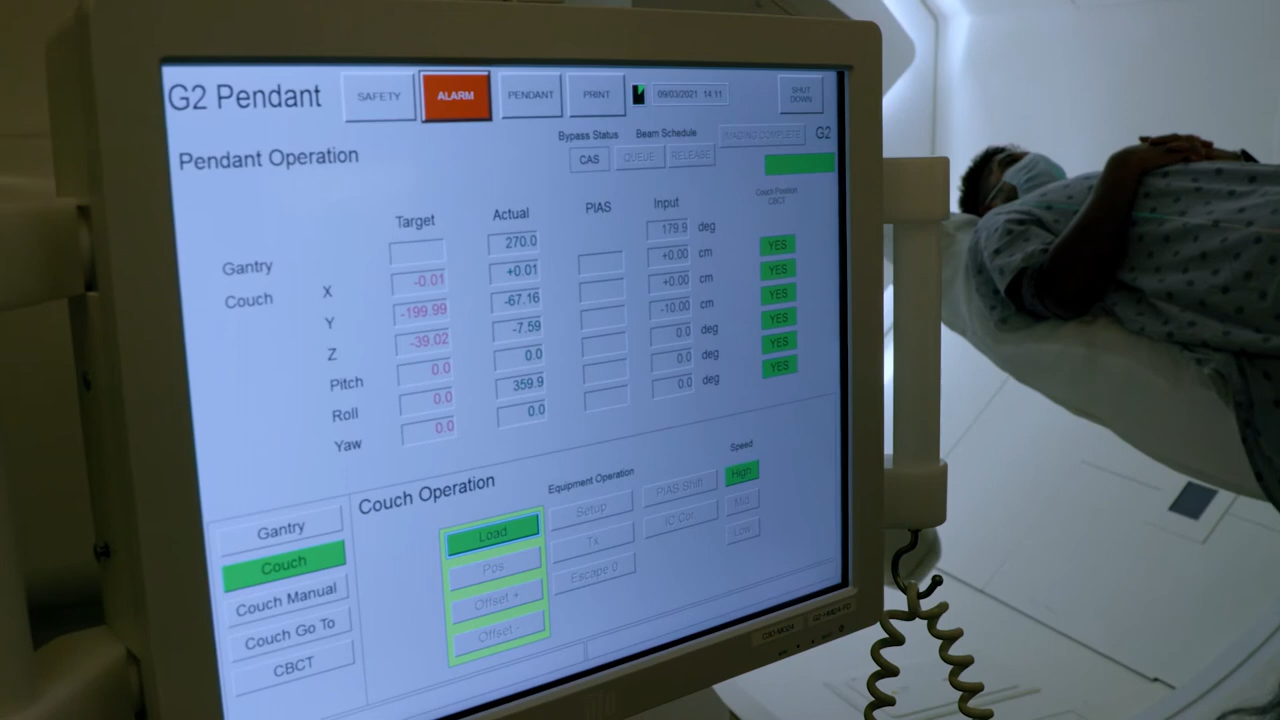 G2 Pendant SAFETY ALARM PENDANT PRINT 09/03/2021 14:11 SHUT DOWN
Bypass Status Beam Schedule IMAGING COMPLETE G2
Pendant Operation CAS QUEUE RELEASE
Couch Position CBCT
Target Actual PIAS Input
Gantry 270.0 179.9 deg
Couch X -0.01 +0.01 +0.00 cm YES
Y -199.99 -67.16 +0.00 cm YES
Z -39.02 -7.59 -10.00 cm YES
Pitch 0.0 0.0 0.0 deg YES
Roll 0.0 359.9 0.0 deg YES
Yaw 0.0 0.0 0.0 deg YES
Couch Operation Equipment Operation Speed
Gantry Load Setup PIAS Shift High
Couch Pos Tx IC Cor Mid
Couch Manual Offset + Escape 0 Low
Couch Go To Offset -
CBCT